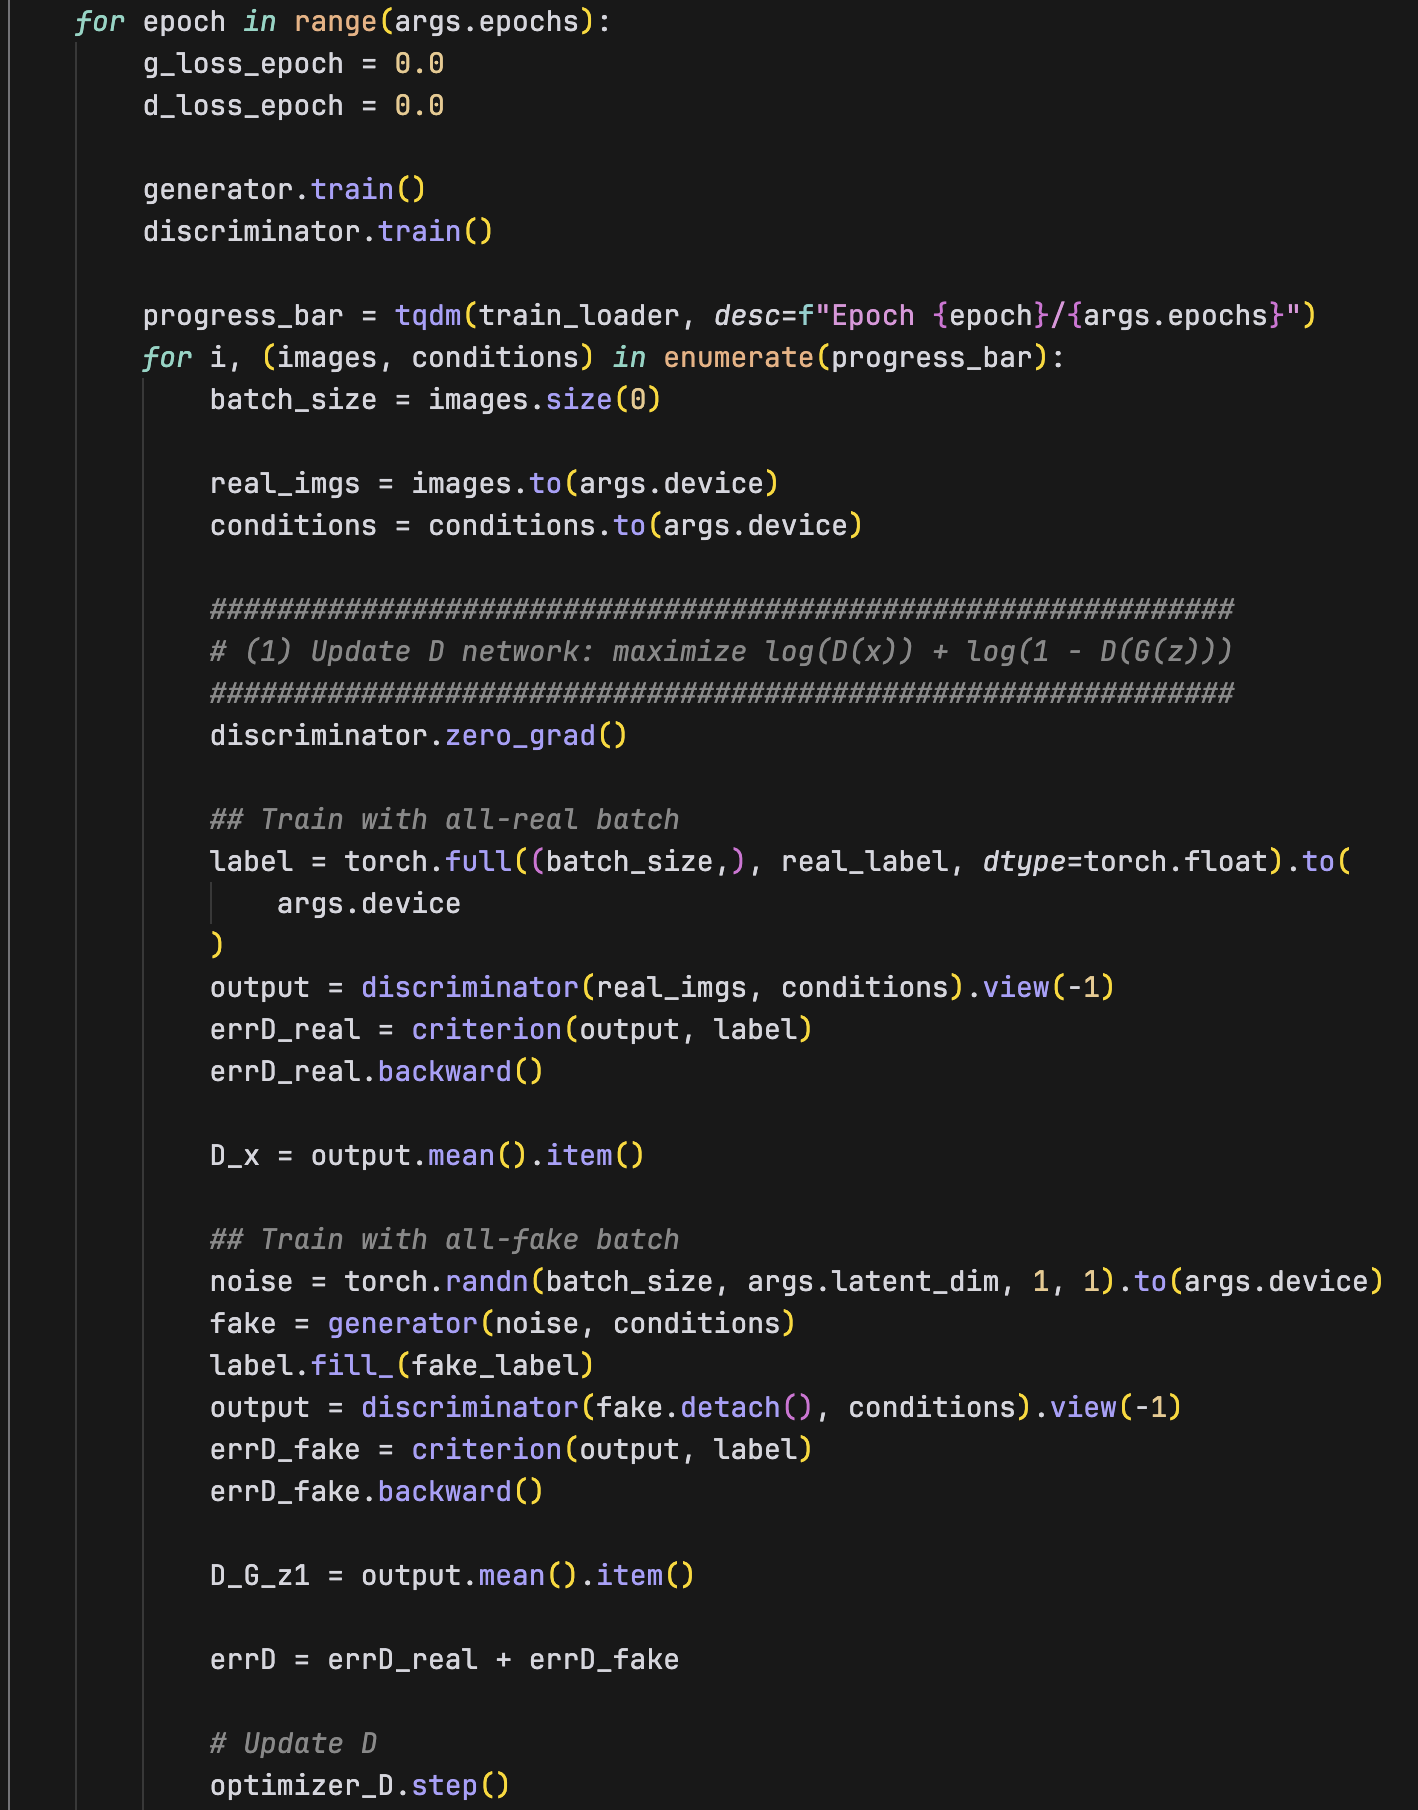 for epoch in range(args.epochs):
g_loss_epoch = 0.0
d_loss_epoch = 0.0
generator.train()
discriminator.train()
progress_bar = tqdm(train_loader, desc=f"Epoch {epoch}/{args.epochs}")
for i, (images, conditions) in enumerate(progress_bar):
batch_size = images.size(0)
real_imgs = images.to(args.device)
conditions = conditions.to(args.device)
#############################################################
# (1) Update D network: maximize log(D(x)) + log(1 - D(G(z)))
#############################################################
discriminator.zero_grad()
## Train with all-real batch
label = torch.full((batch_size,), real_label, dtype=torch.float).to(
args.device
)
output = discriminator(real_imgs, conditions).view(-1)
errD_real = criterion(output, label)
errD_real.backward()
D_x = output.mean().item()
## Train with all-fake batch
noise = torch.randn(batch_size, args.latent_dim, 1, 1).to(args.device)
fake = generator(noise, conditions)
label.fill_(fake_label)
output = discriminator(fake.detach(), conditions).view(-1)
errD_fake = criterion(output, label)
errD_fake.backward()
D_G_z1 = output.mean().item()
errD = errD_real + errD_fake
# Update D
optimizer_D.step()